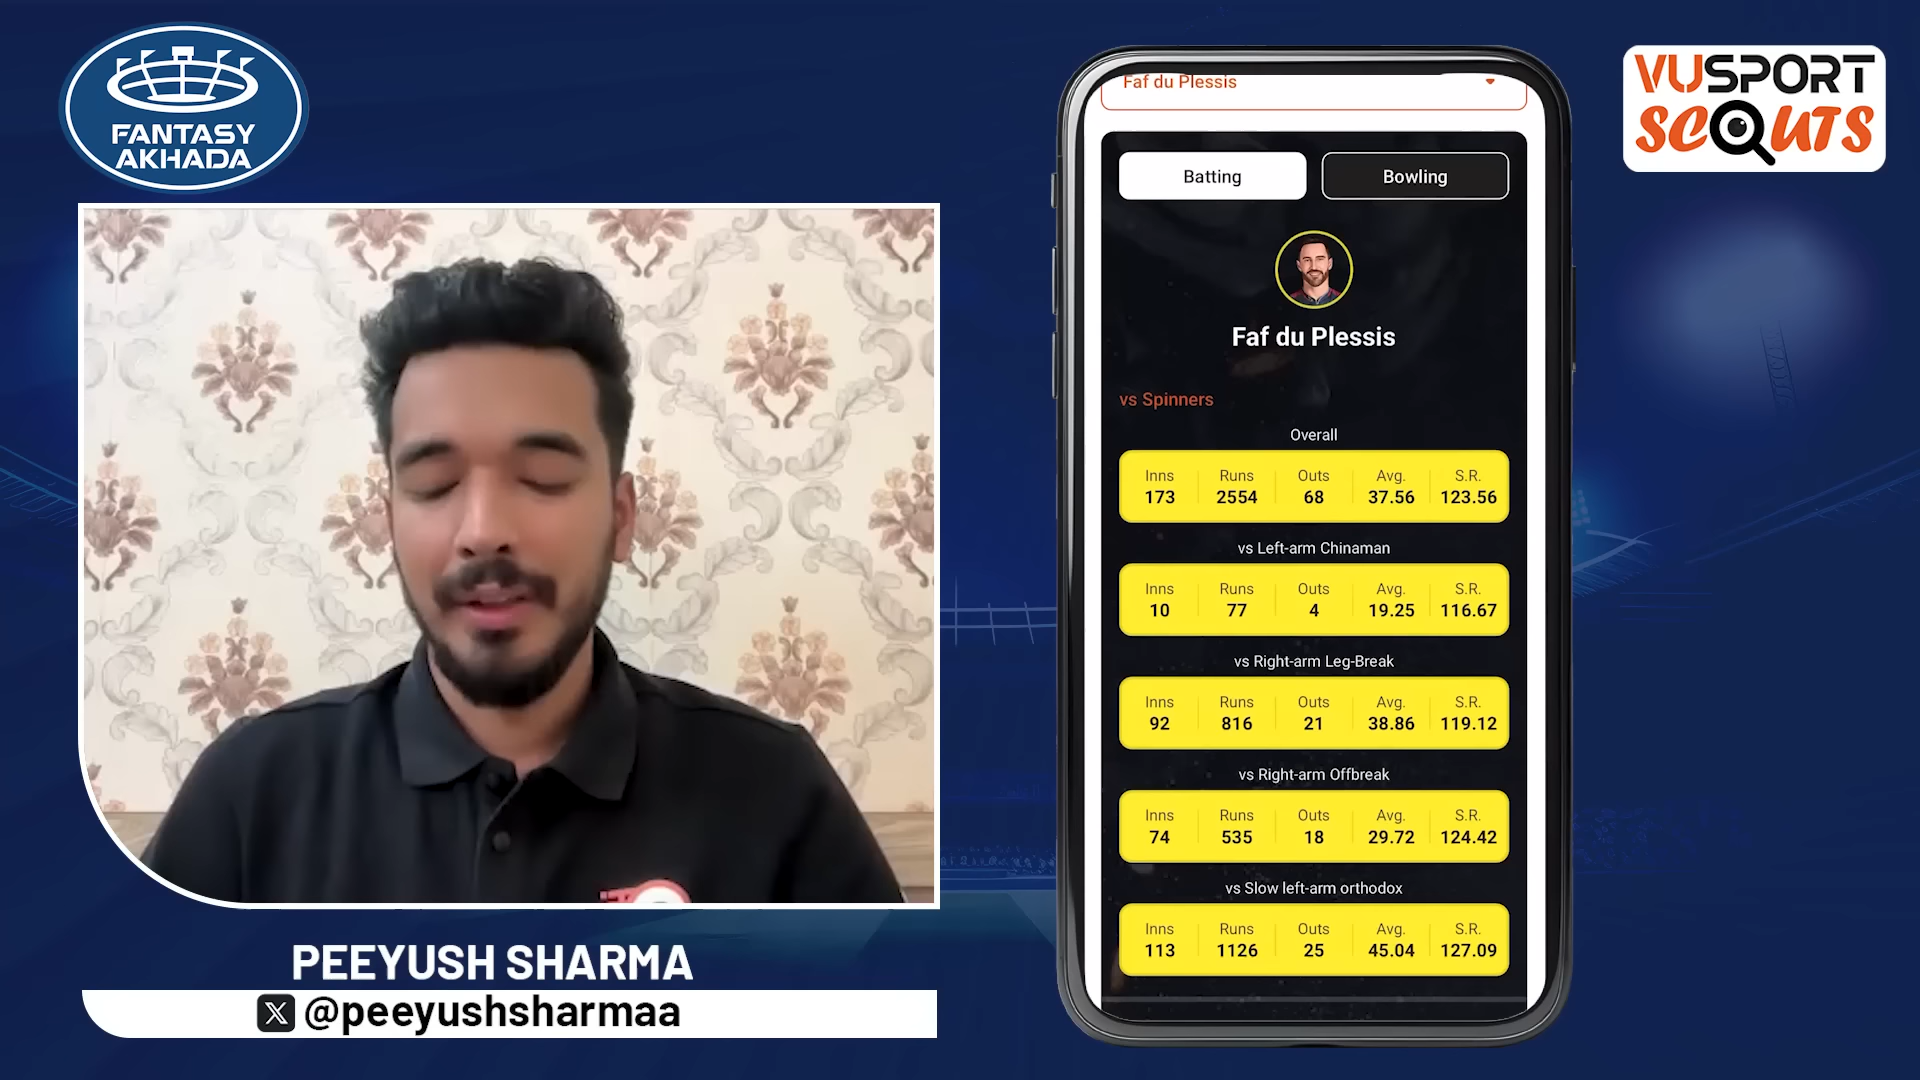 FANTASY
AKHADA
PEEYUSH SHARMA
@peeyushsharmaa
Faf du Plessis
Batting
Bowling
Faf du Plessis
vs Spinners
Overall
Inns Runs Outs Avg. S.R.
173 2554 68 37.56 123.56
vs Left-arm Chinaman
Inns Runs Outs Avg. S.R.
10 77 4 19.25 116.67
vs Right-arm Leg-Break
Inns Runs Outs Avg. S.R.
92 816 21 38.86 119.12
vs Right-arm Offbreak
Inns Runs Outs Avg. S.R.
74 535 18 29.72 124.42
vs Slow left-arm orthodox
Inns Runs Outs Avg. S.R.
113 1126 25 45.04 127.09
VUSPORT
SCOUTS